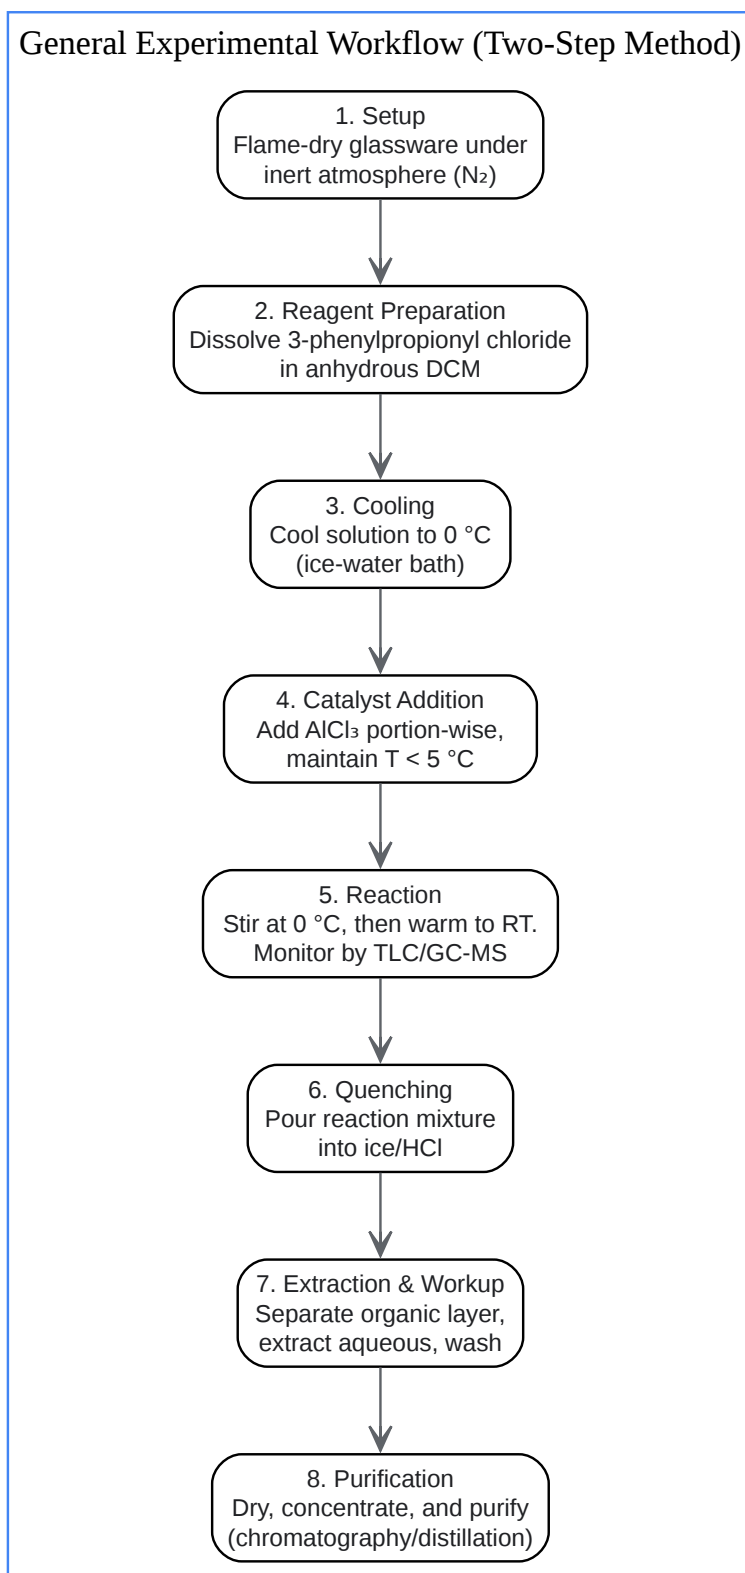 General Experimental Workflow (Two-Step Method)
1. Setup
Flame-dry glassware under
inert atmosphere (N₂)
2. Reagent Preparation
Dissolve 3-phenylpropionyl chloride
in anhydrous DCM
3. Cooling
Cool solution to 0 °C
(ice-water bath)
4. Catalyst Addition
Add AlCl₃ portion-wise,
maintain T < 5 °C
5. Reaction
Stir at 0 °C, then warm to RT.
Monitor by TLC/GC-MS
6. Quenching
Pour reaction mixture
into ice/HCl
7. Extraction & Workup
Separate organic layer,
extract aqueous, wash
8. Purification
Dry, concentrate, and purify
(chromatography/distillation)